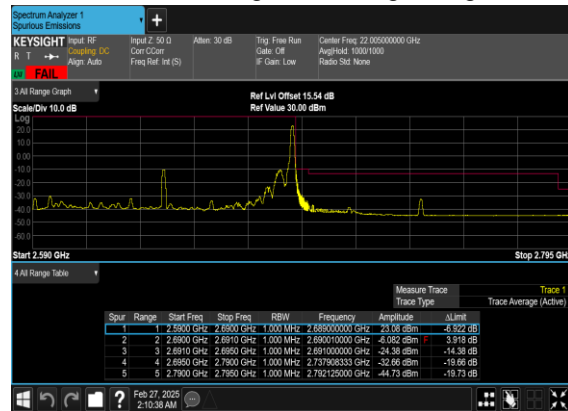 Spectrum Analyzer 1
Spurious Emissions
KEYSIGHT Input: RF Input Z: 50 Ω Atten: 30 dB Trig: Free Run Center Freq: 22.005000000 GHz
R T Coupling: DC Corr CCorr Gate: Off Avg|Hold: 1000/1000
Align: Auto Freq Ref: Int (S) IF Gain: Low Radio Std: None
FAIL
3 All Range Graph
Ref Lvl Offset 15.54 dB
Scale/Div 10.0 dB Ref Value 30.00 dBm
Log
20.0
10.0
0.00
-10.0
-20.0
-30.0
-40.0
-50.0
-60.0
Start 2.590 GHz Stop 2.795 GH
4 All Range Table
Measure Trace Trace 1
Trace Type Trace Average (Active)
Spur Range Start Freq Stop Freq RBW Frequency Amplitude ΔLimit
1 1 2.5900 GHz 2.6900 GHz 1.000 MHz 2.689000000 GHz 23.08 dBm -6.922 dB
2 2 2.6900 GHz 2.6910 GHz 1.000 MHz 2.690010000 GHz -6.082 dBm F 3.918 dB
3 3 2.6910 GHz 2.6950 GHz 1.000 MHz 2.691000000 GHz -24.38 dBm -14.38 dB
4 4 2.6950 GHz 2.7900 GHz 1.000 MHz 2.737908333 GHz -32.66 dBm -19.66 dB
5 5 2.7900 GHz 2.7950 GHz 1.000 MHz 2.792125000 GHz -44.73 dBm -19.73 dB
Feb 27, 2025
2:10:38 AM